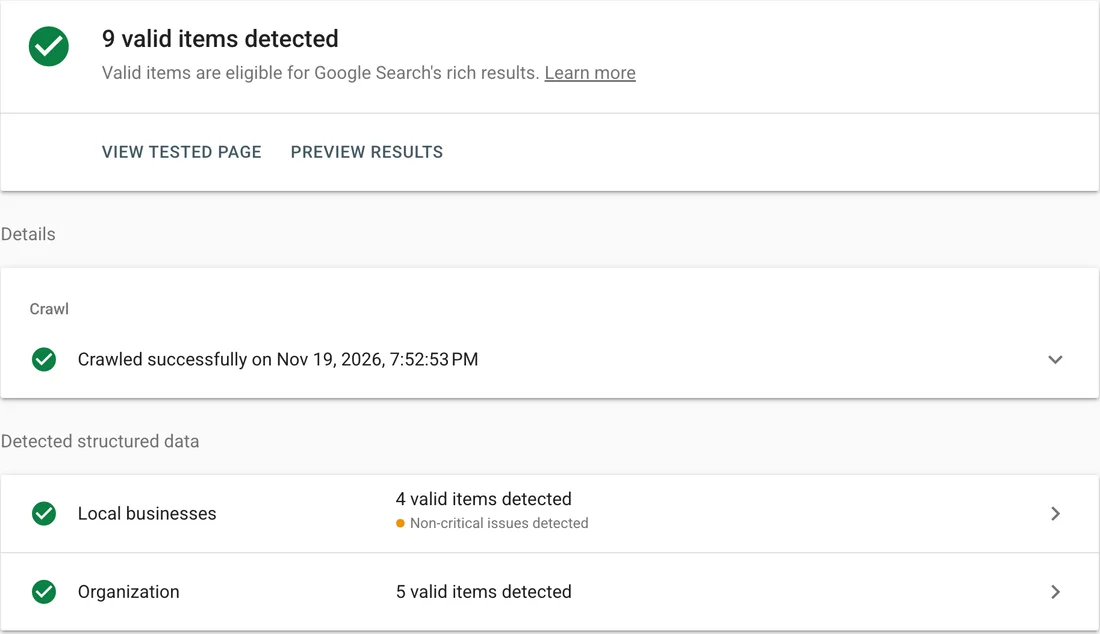 9 valid items detected
Valid items are eligible for Google Search's rich results. Learn more
VIEW TESTED PAGE PREVIEW RESULTS
Details
Crawl
Crawled successfully on Nov 19, 2026, 7:52:53 PM
Detected structured data
Local businesses
4 valid items detected
Non-critical issues detected
Organization
5 valid items detected